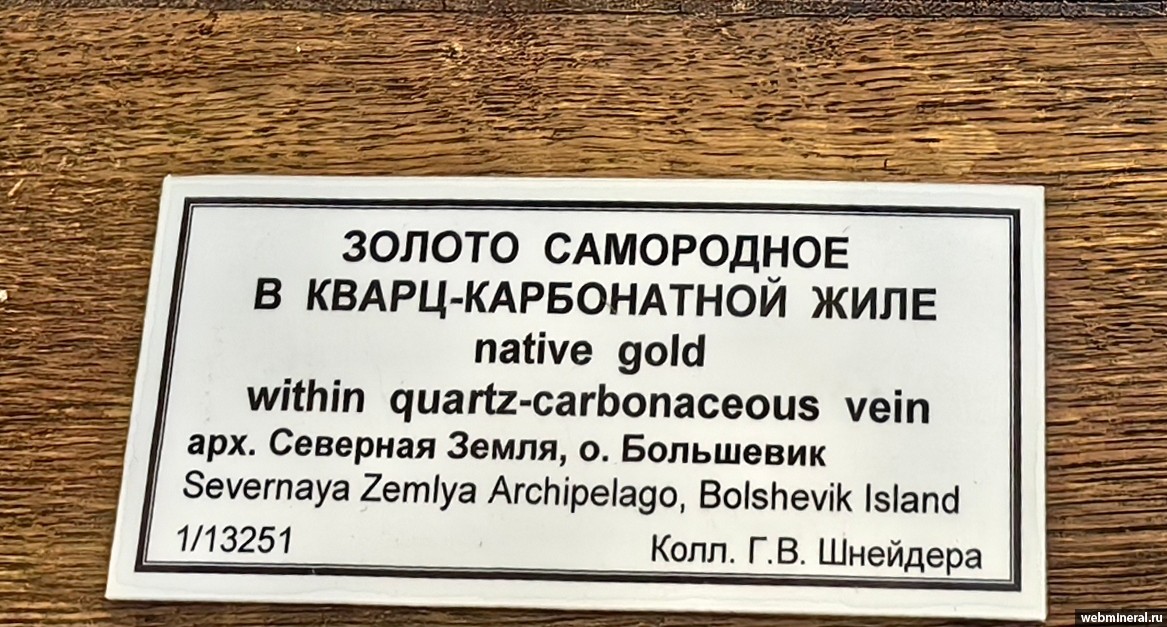 ЗОЛОТО САМОРОДНОЕ
В КВАРЦ-КАРБОНАТНОЙ ЖИЛЕ
native gold
within quartz-carbonaceous vein
арх. Северная Земля, о. Большевик
Severnaya Zemlya Archipelago, Bolshevik Island
1/13251 Колл. Г.В. Шнейдера
webmineral.ru